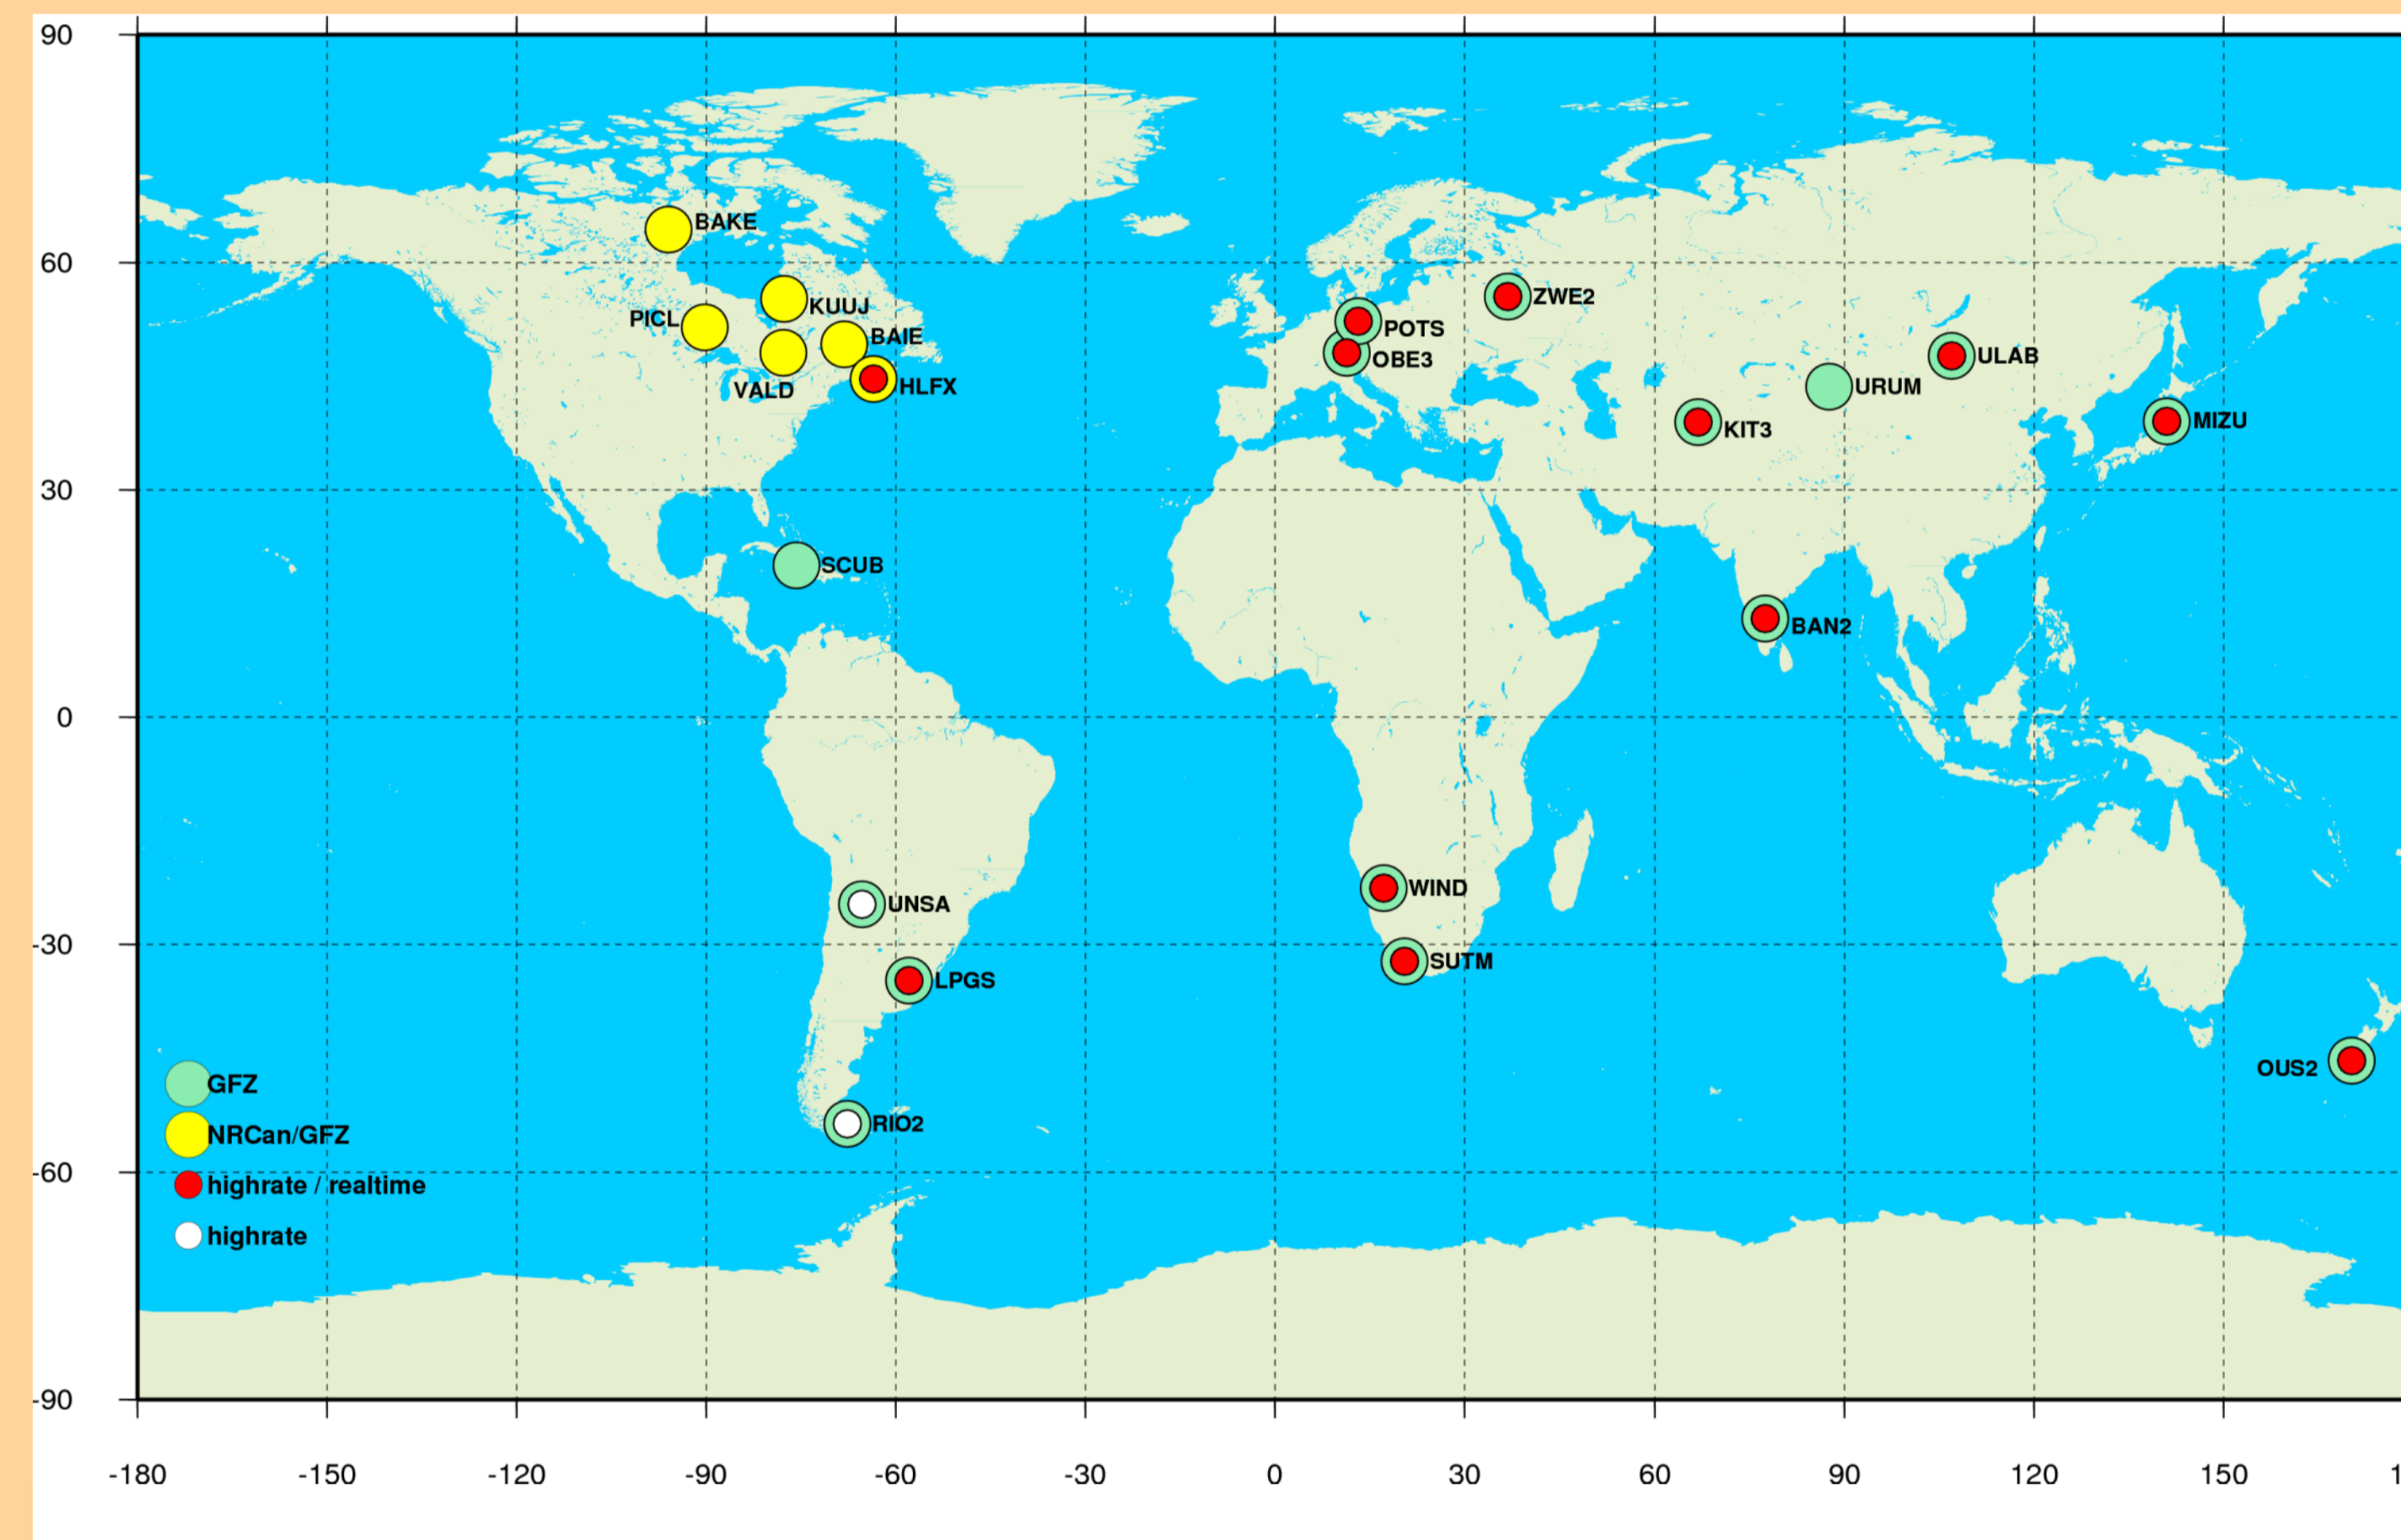 90
60
30
0
-30
-60
-90
BAKE
KUUJ
PICL
BAIE
VALD
HLFX
SCUB
UNSA
LPGS
RIO2
ZWE2
POTS
OBE3
ULAB
URUM
KIT3
MIZU
BAN2
WIND
SUTM
OUS2
GFZ
NRCan/GFZ
highrate / realtime
highrate
-180 -150 -120 -90 -60 -30 0 30 60 90 120 150